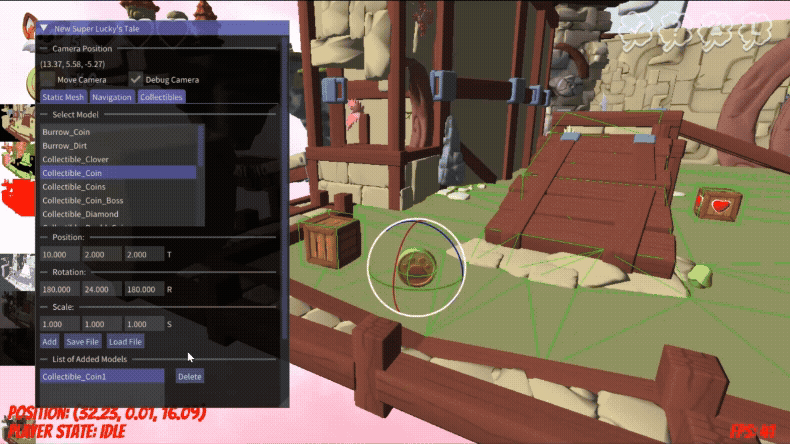 New Super Lucky's Tale
Camera Position
(13.37, 5.58, -5.27)
Move Camera Debug Camera
Static Mesh Navigation Collectibles
Select Model
Burrow_Coin
Burrow_Dirt
Collectible_Clover
Collectible_Coin
Collectible_Coins
Collectible_Coin_Boss
Collectible_Diamond
Position:
10.000 2.000 2.000 T
Rotation:
180.000 24.000 180.000 R
Scale:
1.000 1.000 1.000 S
Add Save File Load File
List of Added Models
Collectible_Coin1 Delete
POSITION: (32.23, 0.01, 16.09)
PLAYER STATE: IDLE